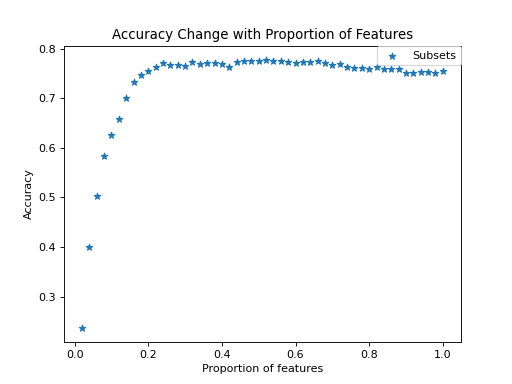 Accuracy Change with Proportion of Features
Subsets
Accuracy
0.8
0.7
0.6
0.5
0.4
0.3
0.0 0.2 0.4 0.6 0.8 1.0
Proportion of features